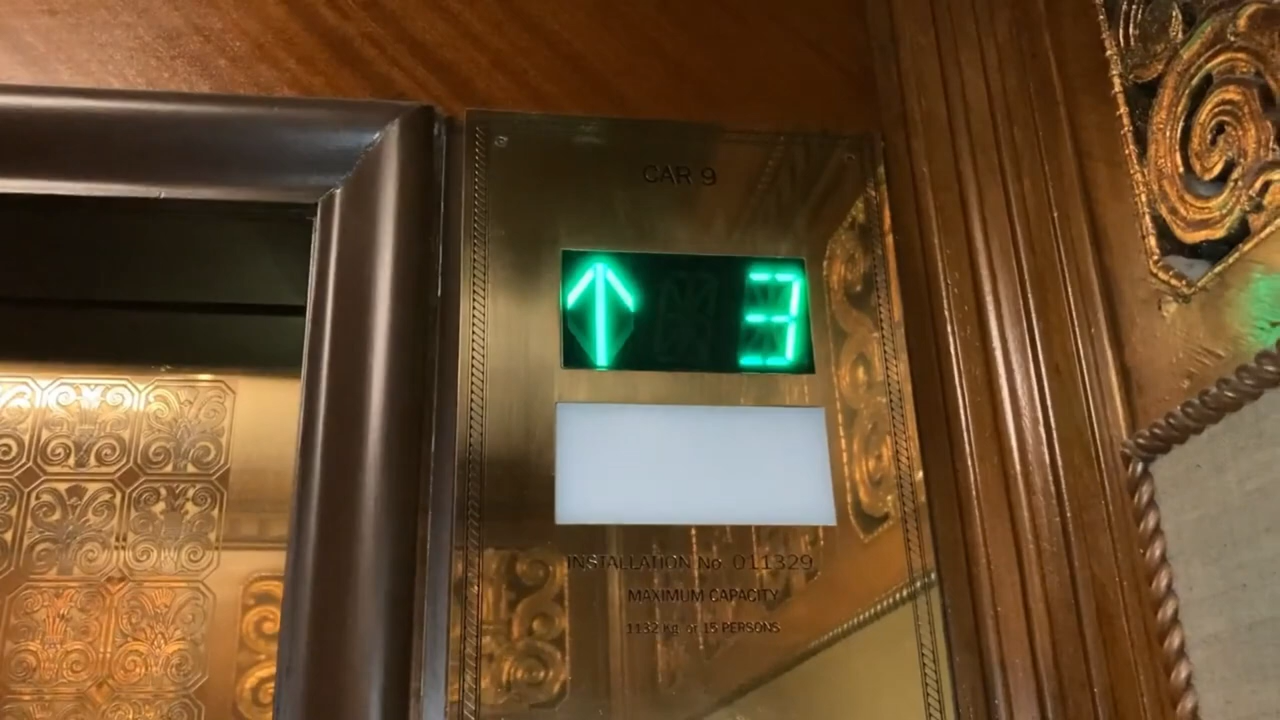 CAR 9
↑ 3
INSTALLATION No. 011329
MAXIMUM CAPACITY
1132 Kg. or 15 PERSONS